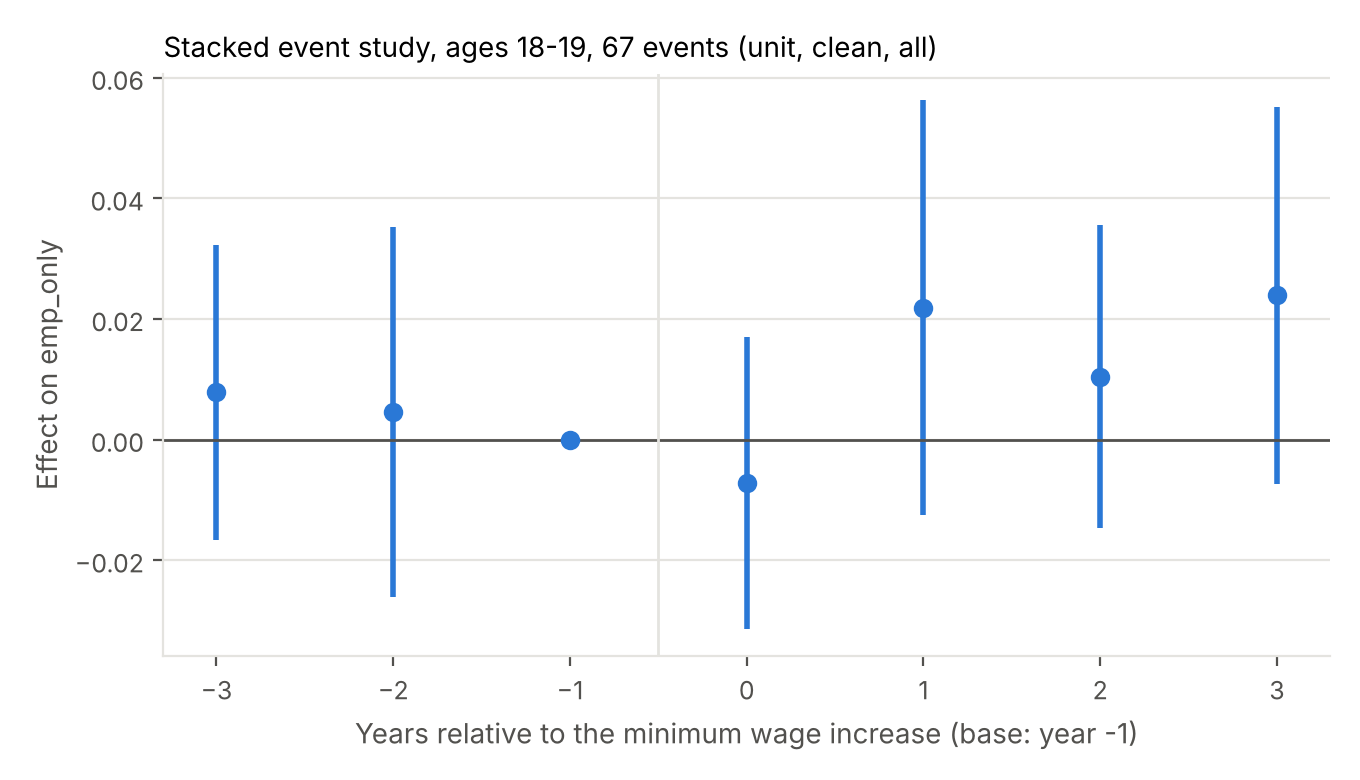 Stacked event study, ages 18-19, 67 events (unit, clean, all)
0.06
0.04
0.02
0.00
−0.02
Effect on emp_only
−3 −2 −1 0 1 2 3
Years relative to the minimum wage increase (base: year -1)